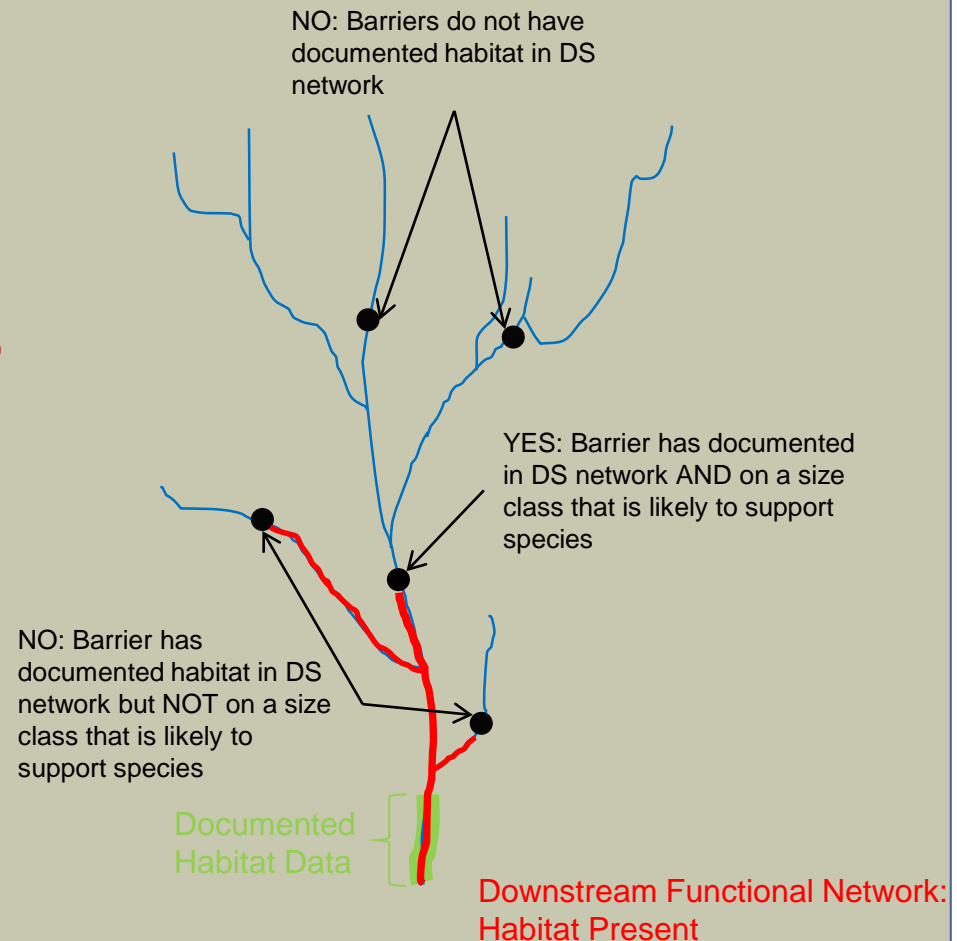 NO: Barriers do not have
documented habitat in DS
network
YES: Barrier has documented
in DS network AND on a size
class that is likely to support
species
NO: Barrier has
documented habitat in DS
network but NOT on a size
class that is likely to
support species
Documented
Habitat Data
Downstream Functional Network:
Habitat Present